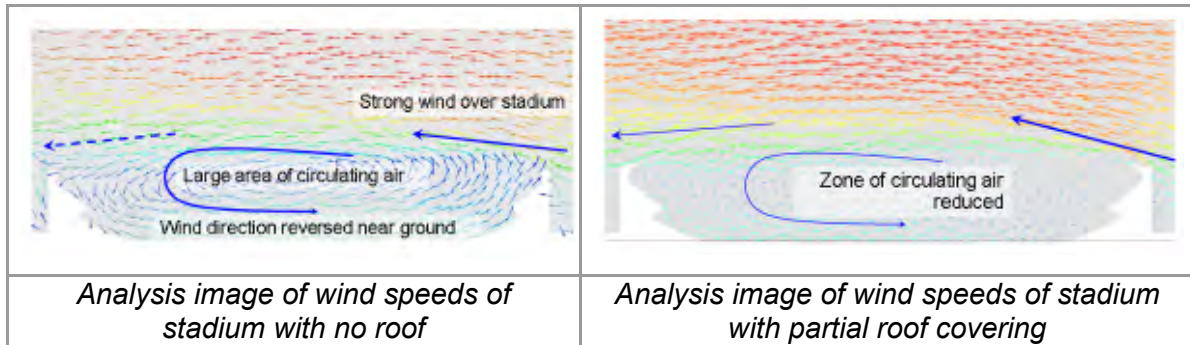 Strong wind over stadium
Large area of circulating air
Wind direction reversed near ground
Zone of circulating air
reduced
Analysis image of wind speeds of
stadium with no roof
Analysis image of wind speeds of stadium
with partial roof covering